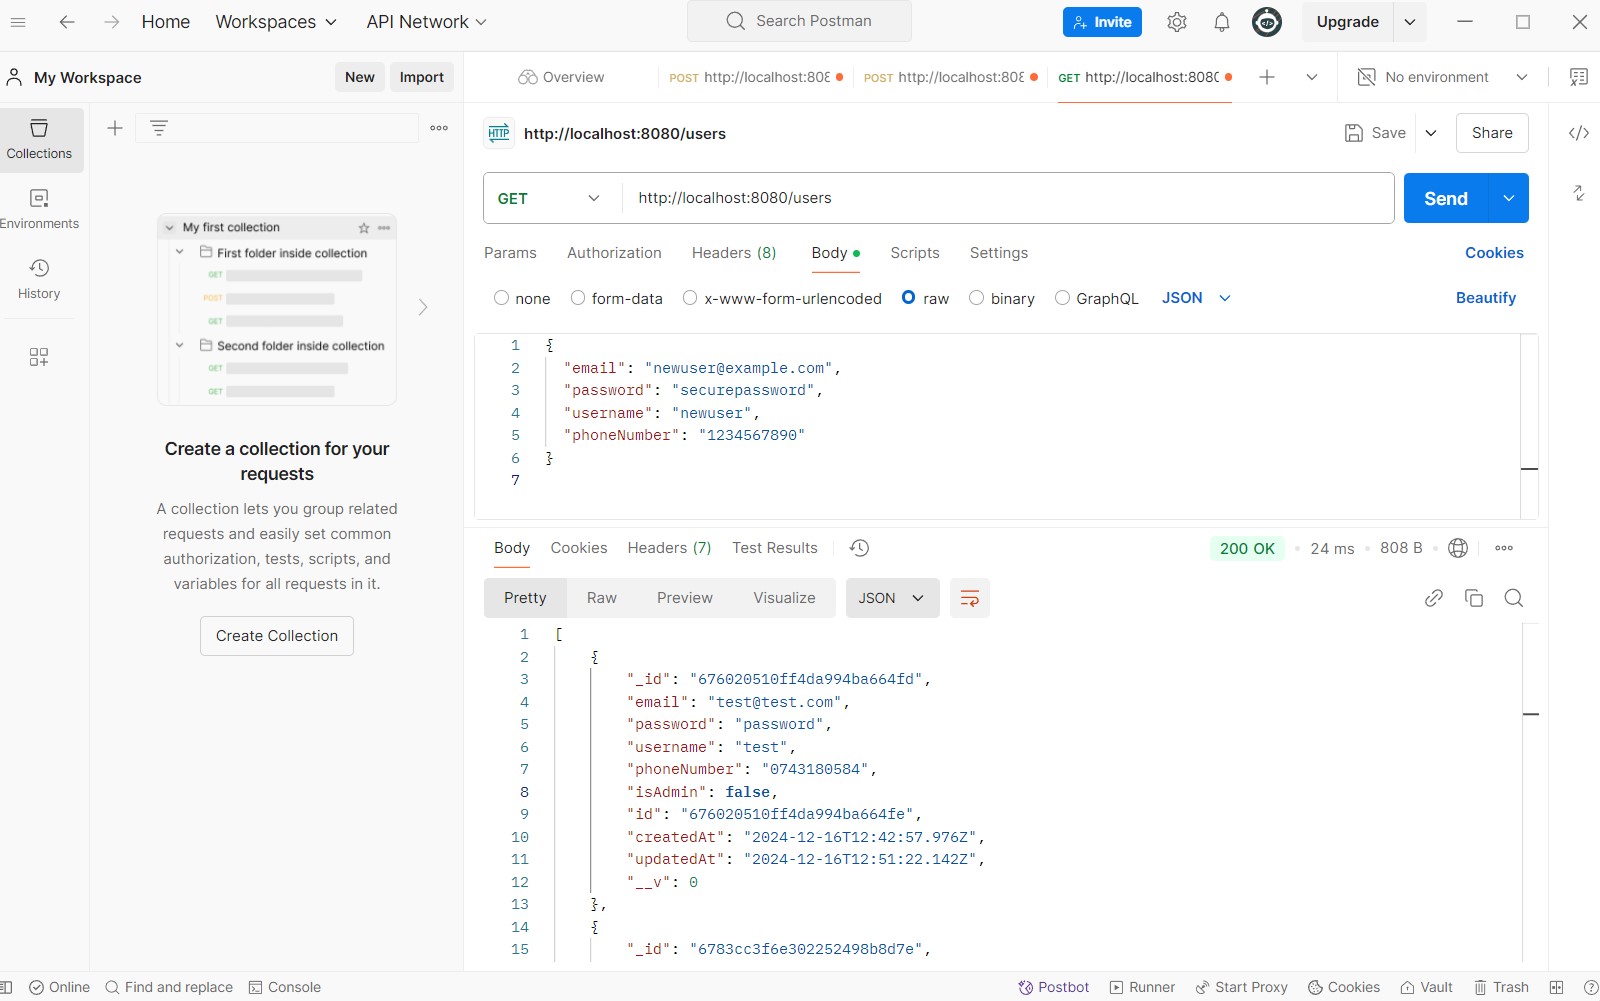 Home Workspaces API Network Search Postman Invite Upgrade
My Workspace New Import Overview POST http://localhost:808 POST http://localhost:808 GET http://localhost:8080 No environment
Collections
Environments
History
My first collection
First folder inside collection
GET
POST
GET
Second folder inside collection
GET
GET
Create a collection for your
requests
A collection lets you group related
requests and easily set common
authorization, tests, scripts, and
variables for all requests in it.
Create Collection
HTTP http://localhost:8080/users Save Share
GET http://localhost:8080/users Send
Params Authorization Headers (8) Body Scripts Settings Cookies
none form-data x-www-form-urlencoded raw binary GraphQL JSON Beautify
1 {
2 "email": "newuser@example.com",
3 "password": "securepassword",
4 "username": "newuser",
5 "phoneNumber": "1234567890"
6 }
7
Body Cookies Headers (7) Test Results 200 OK 24 ms 808 B
Pretty Raw Preview Visualize JSON
1 [
2 {
3 "_id": "676020510ff4da994ba664fd",
4 "email": "test@test.com",
5 "password": "password",
6 "username": "test",
7 "phoneNumber": "0743180584",
8 "isAdmin": false,
9 "id": "676020510ff4da994ba664fe",
10 "createdAt": "2024-12-16T12:42:57.976Z",
11 "updatedAt": "2024-12-16T12:51:22.142Z",
12 "__v": 0
13 },
14 {
15 "_id": "6783cc3f6e302252498b8d7e",
Online Find and replace Console Postbot Runner Start Proxy Cookies Vault Trash